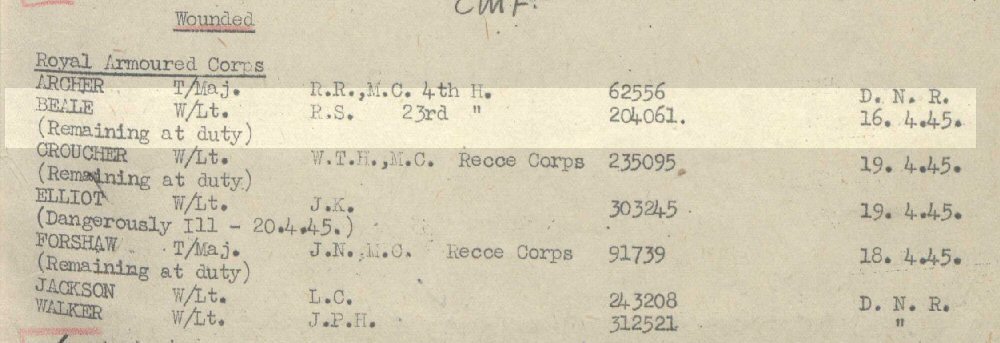 CMF.
Wounded
Royal Armoured Corps
ARCHER T/Maj. R.R.,M.C. 4th H. 62556 D. N. R.
BEALE W/Lt. R.S. 23rd " 204061. 16. 4.45.
(Remaining at duty)
CROUCHER W/Lt. W.T.H.,M.C. Recce Corps 235095 19. 4.45.
(Remaining at duty)
ELLIOT W/Lt. J.K. 303245 19. 4.45.
(Dangerously Ill - 20.4.45.)
FORSHAW T/Maj. J.N.,M.C. Recce Corps 91739 18. 4.45.
(Remaining at duty)
JACKSON W/Lt. L.C. 243208 D. N. R.
WALKER W/Lt. J.P.H. 312521 "